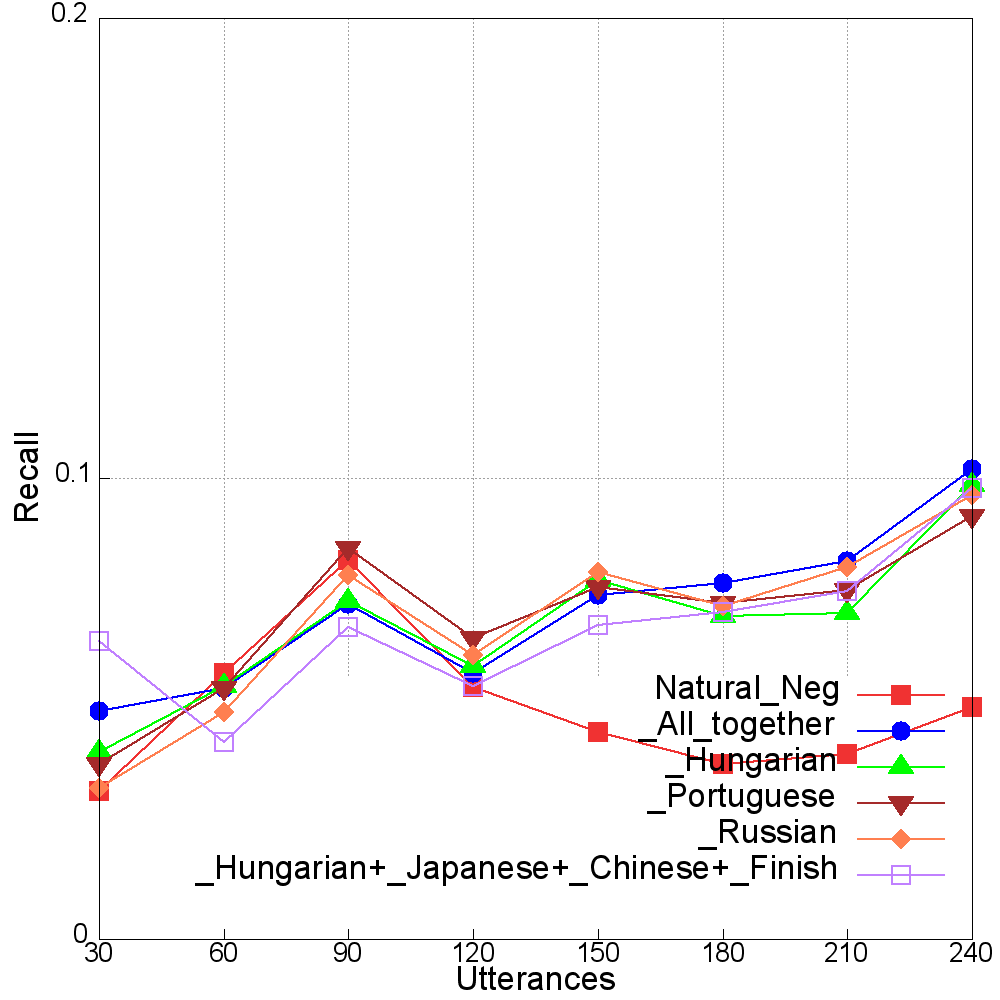 0.2
0.1
0
Recall
30 60 90 120 150 180 210 240
Utterances
Natural_Neg
_All_together
_Hungarian
_Portuguese
_Russian
_Hungarian+_Japanese+_Chinese+_Finish